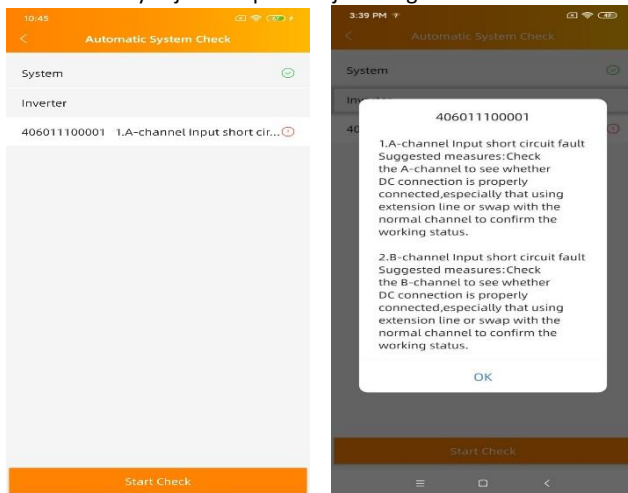 10:45
Automatic System Check
System
Inverter
406011100001 1.A-channel Input short cir...
Start Check
3:39 PM
Automatic System Check
System
406011100001
1.A-channel Input short circuit fault
Suggested measures:Check
the A-channel to see whether
DC connection is properly
connected,especially that using
extension line or swap with the
normal channel to confirm the
working status.
2.B-channel Input short circuit fault
Suggested measures:Check
the B-channel to see whether
DC connection is properly
connected,especially that using
extension line or swap with the
normal channel to confirm the
working status.
OK
Start Check